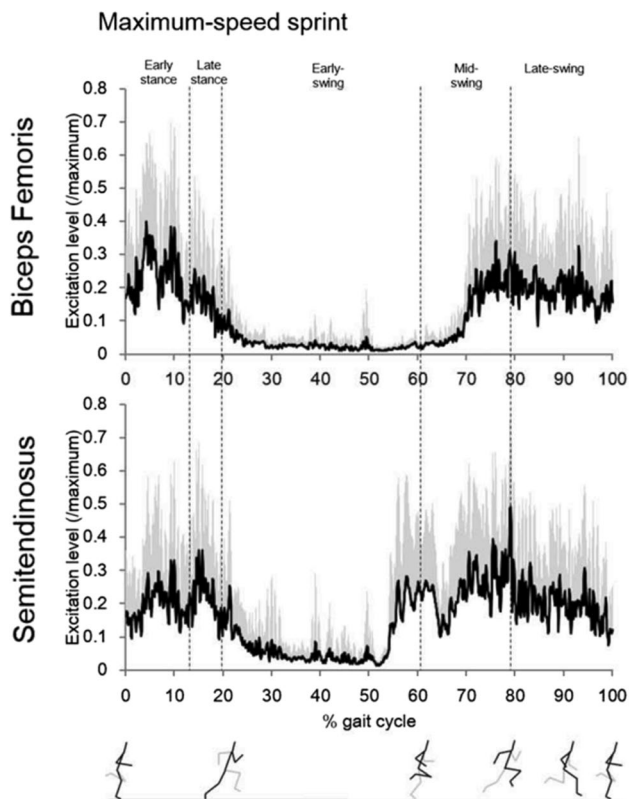 Maximum-speed sprint
Early stance
Late stance
Early-swing
Mid-swing
Late-swing
Biceps Femoris
Excitation level (/maximum)
0.8
0.7
0.6
0.5
0.4
0.3
0.2
0.1
0
0 10 20 30 40 50 60 70 80 90 100
Semitendinosus
Excitation level (/maximum)
0.8
0.7
0.6
0.5
0.4
0.3
0.2
0.1
0
0 10 20 30 40 50 60 70 80 90 100
% gait cycle